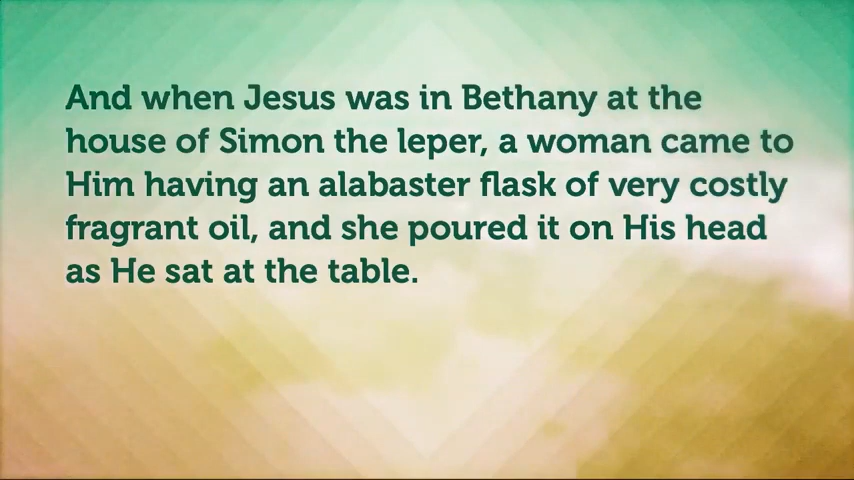 And when Jesus was in Bethany at the
house of Simon the leper, a woman came to
Him having an alabaster flask of very costly
fragrant oil, and she poured it on His head
as He sat at the table.